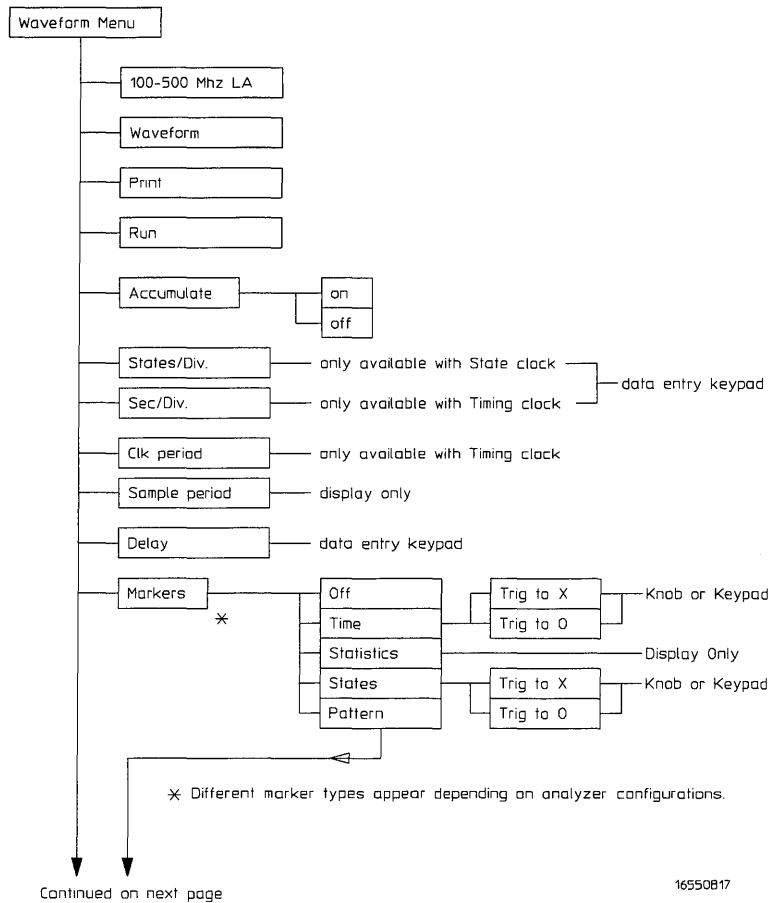 Waveform Menu
100-500 Mhz LA
Waveform
Print
Run
Accumulate
on
off
States/Div.
only available with State clock
Sec/Div.
only available with Timing clock
data entry keypad
Clk period
only available with Timing clock
Sample period
display only
Delay
data entry keypad
Markers
*
Off
Time
Statistics
States
Pattern
Trig to X
Trig to O
Knob or Keypad
Display Only
Trig to X
Trig to O
Knob or Keypad
* Different marker types appear depending on analyzer configurations.
Continued on next page
16550B17